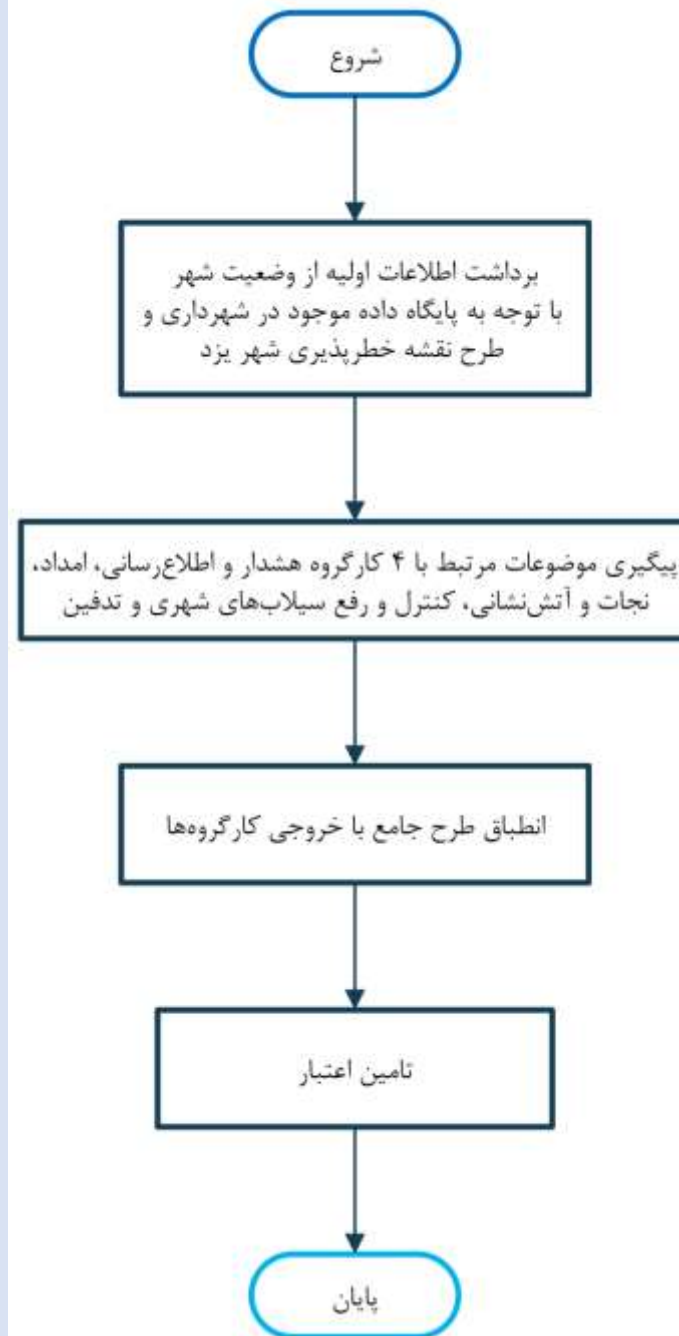 شروع
برداشت اطلاعات اولیه از وضعیت شهر
با توجه به پایگاه داده موجود در شهرداری و
طرح نقشه خطرپذیری شهر یزد
پیگیری موضوعات مرتبط با ۴ کارگروه هشدار و اطلاع‌رسانی، امداد،
نجات و آتش‌نشانی، کنترل و رفع سیلاب‌های شهری و تدفین
انطباق طرح جامع با خروجی کارگروه‌ها
تامین اعتبار
پایان